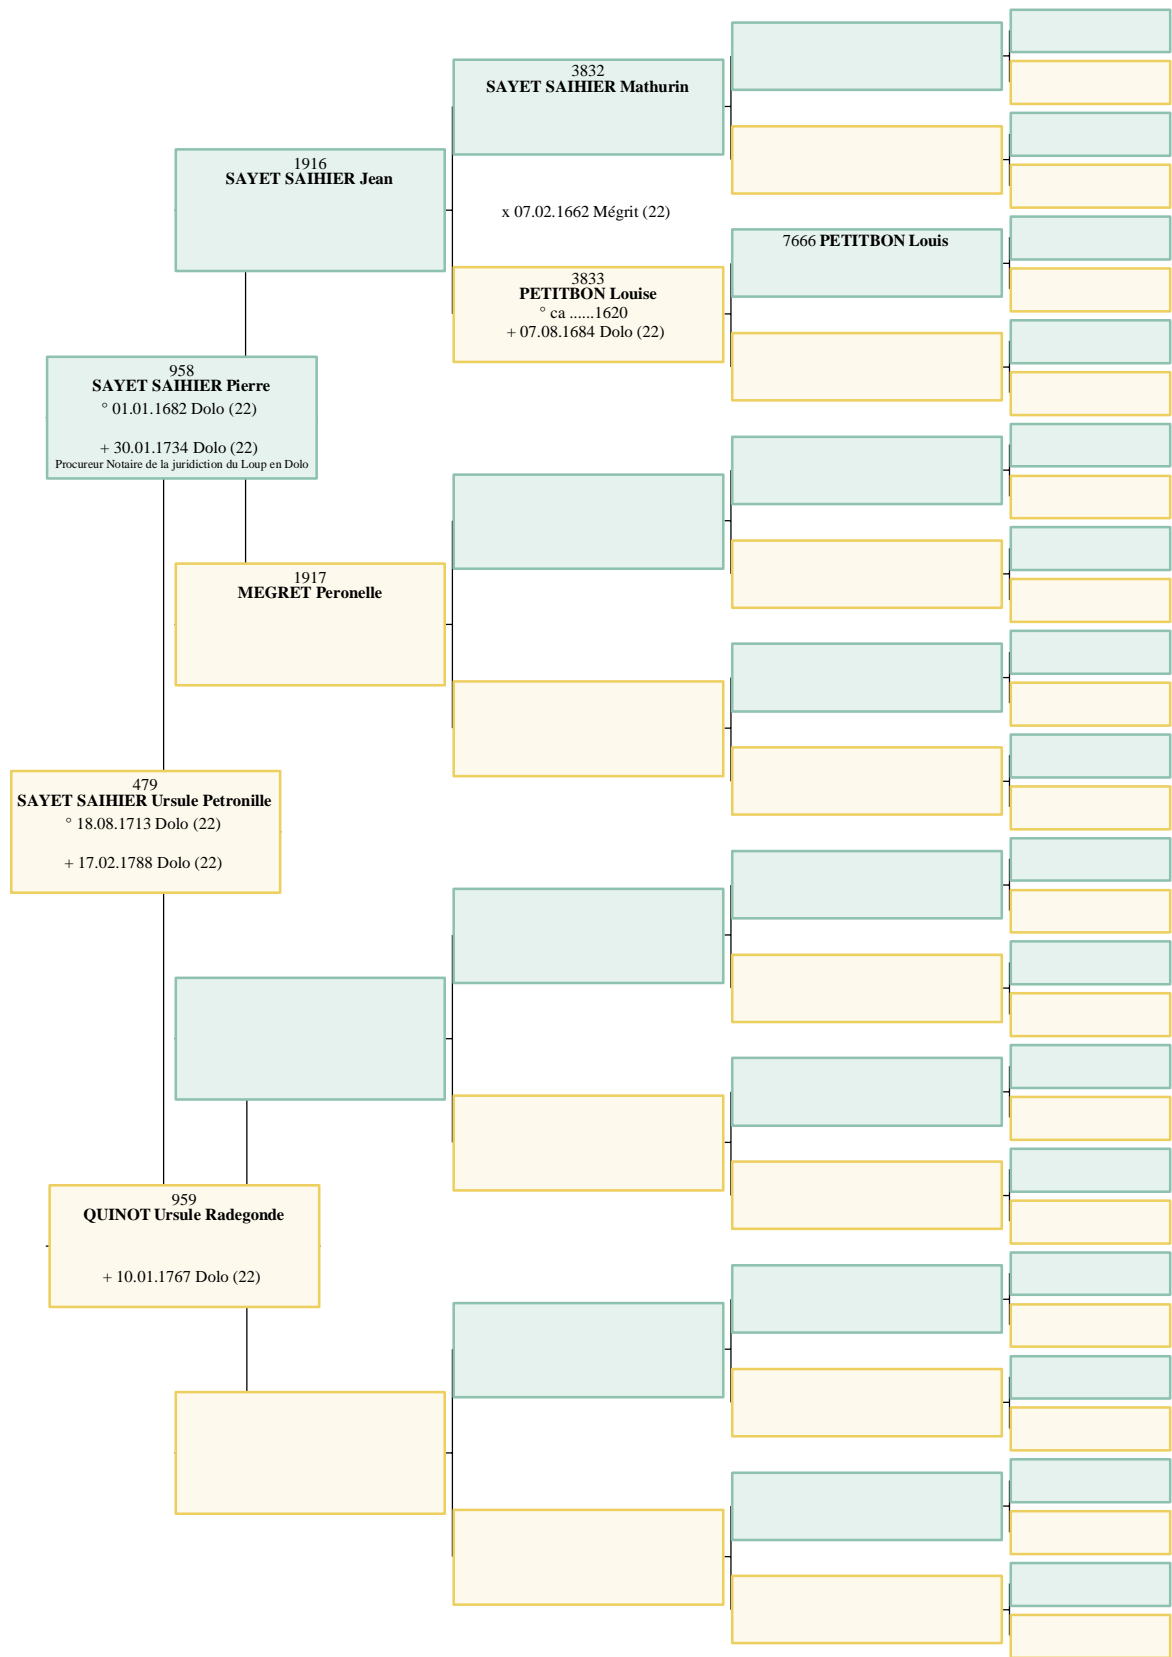 3832
SAYET SAIHIER Mathurin
1916
SAYET SAIHIER Jean
x 07.02.1662 Mégrit (22)
7666 PETITBON Louis
3833
PETITBON Louise
° ca ......1620
+ 07.08.1684 Dolo (22)
958
SAYET SAIHIER Pierre
° 01.01.1682 Dolo (22)
+ 30.01.1734 Dolo (22)
Procureur Notaire de la juridiction du Loup en Dolo
1917
MEGRET Peronelle
479
SAYET SAIHIER Ursule Petronille
° 18.08.1713 Dolo (22)
+ 17.02.1788 Dolo (22)
959
QUINOT Ursule Radegonde
+ 10.01.1767 Dolo (22)